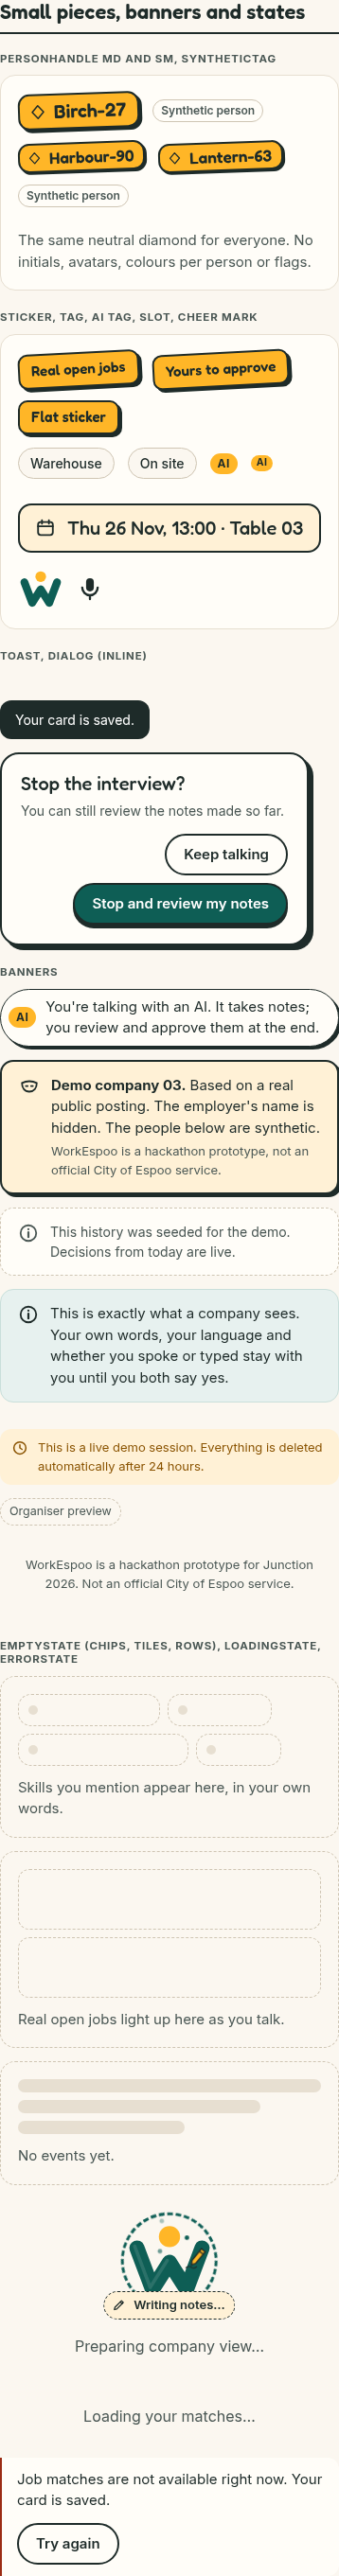 Small pieces, banners and states
PERSONHANDLE MD AND SM, SYNTHETICTAG
Birch-27
Synthetic person
Harbour-90
Lantern-63
Synthetic person
The same neutral diamond for everyone. No
initials, avatars, colours per person or flags.
STICKER, TAG, AI TAG, SLOT, CHEER MARK
Real open jobs
Yours to approve
Flat sticker
Warehouse
On site
AI
AI
Thu 26 Nov, 13:00 · Table 03
TOAST, DIALOG (INLINE)
Your card is saved.
Stop the interview?
You can still review the notes made so far.
Keep talking
Stop and review my notes
BANNERS
AI
You're talking with an AI. It takes notes;
you review and approve them at the end.
Demo company 03. Based on a real
public posting. The employer's name is
hidden. The people below are synthetic.
WorkEspoo is a hackathon prototype, not an
official City of Espoo service.
This history was seeded for the demo.
Decisions from today are live.
This is exactly what a company sees.
Your own words, your language and
whether you spoke or typed stay with
you until you both say yes.
This is a live demo session. Everything is deleted
automatically after 24 hours.
Organiser preview
WorkEspoo is a hackathon prototype for Junction
2026. Not an official City of Espoo service.
EMPTYSTATE (CHIPS, TILES, ROWS), LOADINGSTATE,
ERRORSTATE
Skills you mention appear here, in your own
words.
Real open jobs light up here as you talk.
No events yet.
Writing notes...
Preparing company view...
Loading your matches...
Job matches are not available right now. Your
card is saved.
Try again